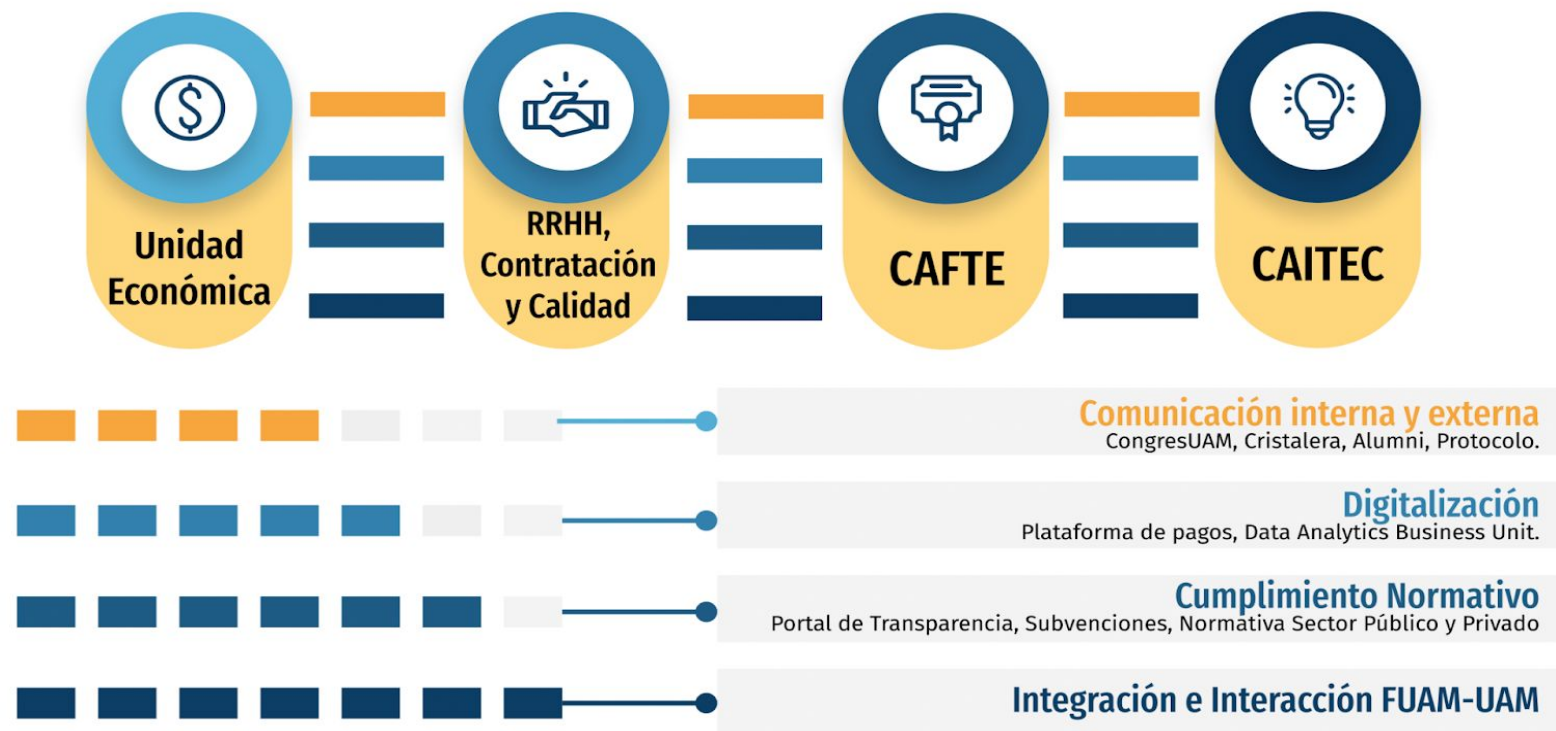 Unidad
Económica
RRHH,
Contratación
y Calidad
CAFTE
CAITEC
Comunicación interna y externa
CongresUAM, Cristalera, Alumni, Protocolo.
Digitalización
Plataforma de pagos, Data Analytics Business Unit.
Cumplimiento Normativo
Portal de Transparencia, Subvenciones, Normativa Sector Público y Privado
Integración e Interacción FUAM-UAM